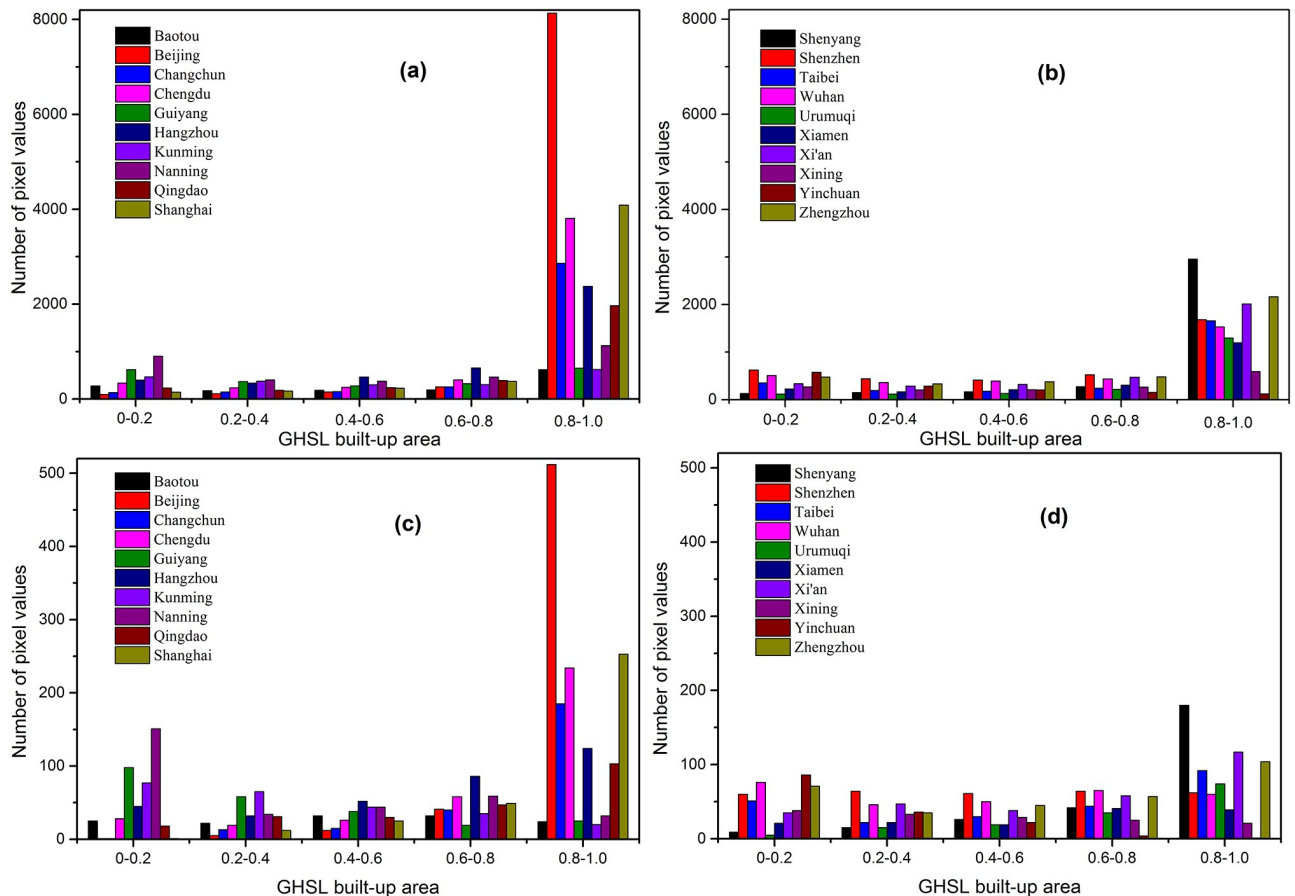 8000
6000
4000
2000
0
Number of pixel values
Baotou
Beijing
Changchun
Chengdu
Guiyang
Hangzhou
Kunming
Nanning
Qingdao
Shanghai
(a)
0-0.2
0.2-0.4
0.4-0.6
0.6-0.8
0.8-1.0
GHSL built-up area
8000
6000
4000
2000
0
Number of pixel values
Shenyang
Shenzhen
Taibei
Wuhan
Urumuqi
Xiamen
Xi'an
Xining
Yinchuan
Zhengzhou
(b)
0-0.2
0.2-0.4
0.4-0.6
0.6-0.8
0.8-1.0
GHSL built-up area
500
400
300
200
100
0
Number of pixel values
Baotou
Beijing
Changchun
Chengdu
Guiyang
Hangzhou
Kunming
Nanning
Qingdao
Shanghai
(c)
0-0.2
0.2-0.4
0.4-0.6
0.6-0.8
0.8-1.0
GHSL built-up area
500
400
300
200
100
0
Number of pixel values
Shenyang
Shenzhen
Taibei
Wuhan
Urumuqi
Xiamen
Xi'an
Xining
Yinchuan
Zhengzhou
(d)
0-0.2
0.2-0.4
0.4-0.6
0.6-0.8
0.8-1.0
GHSL built-up area